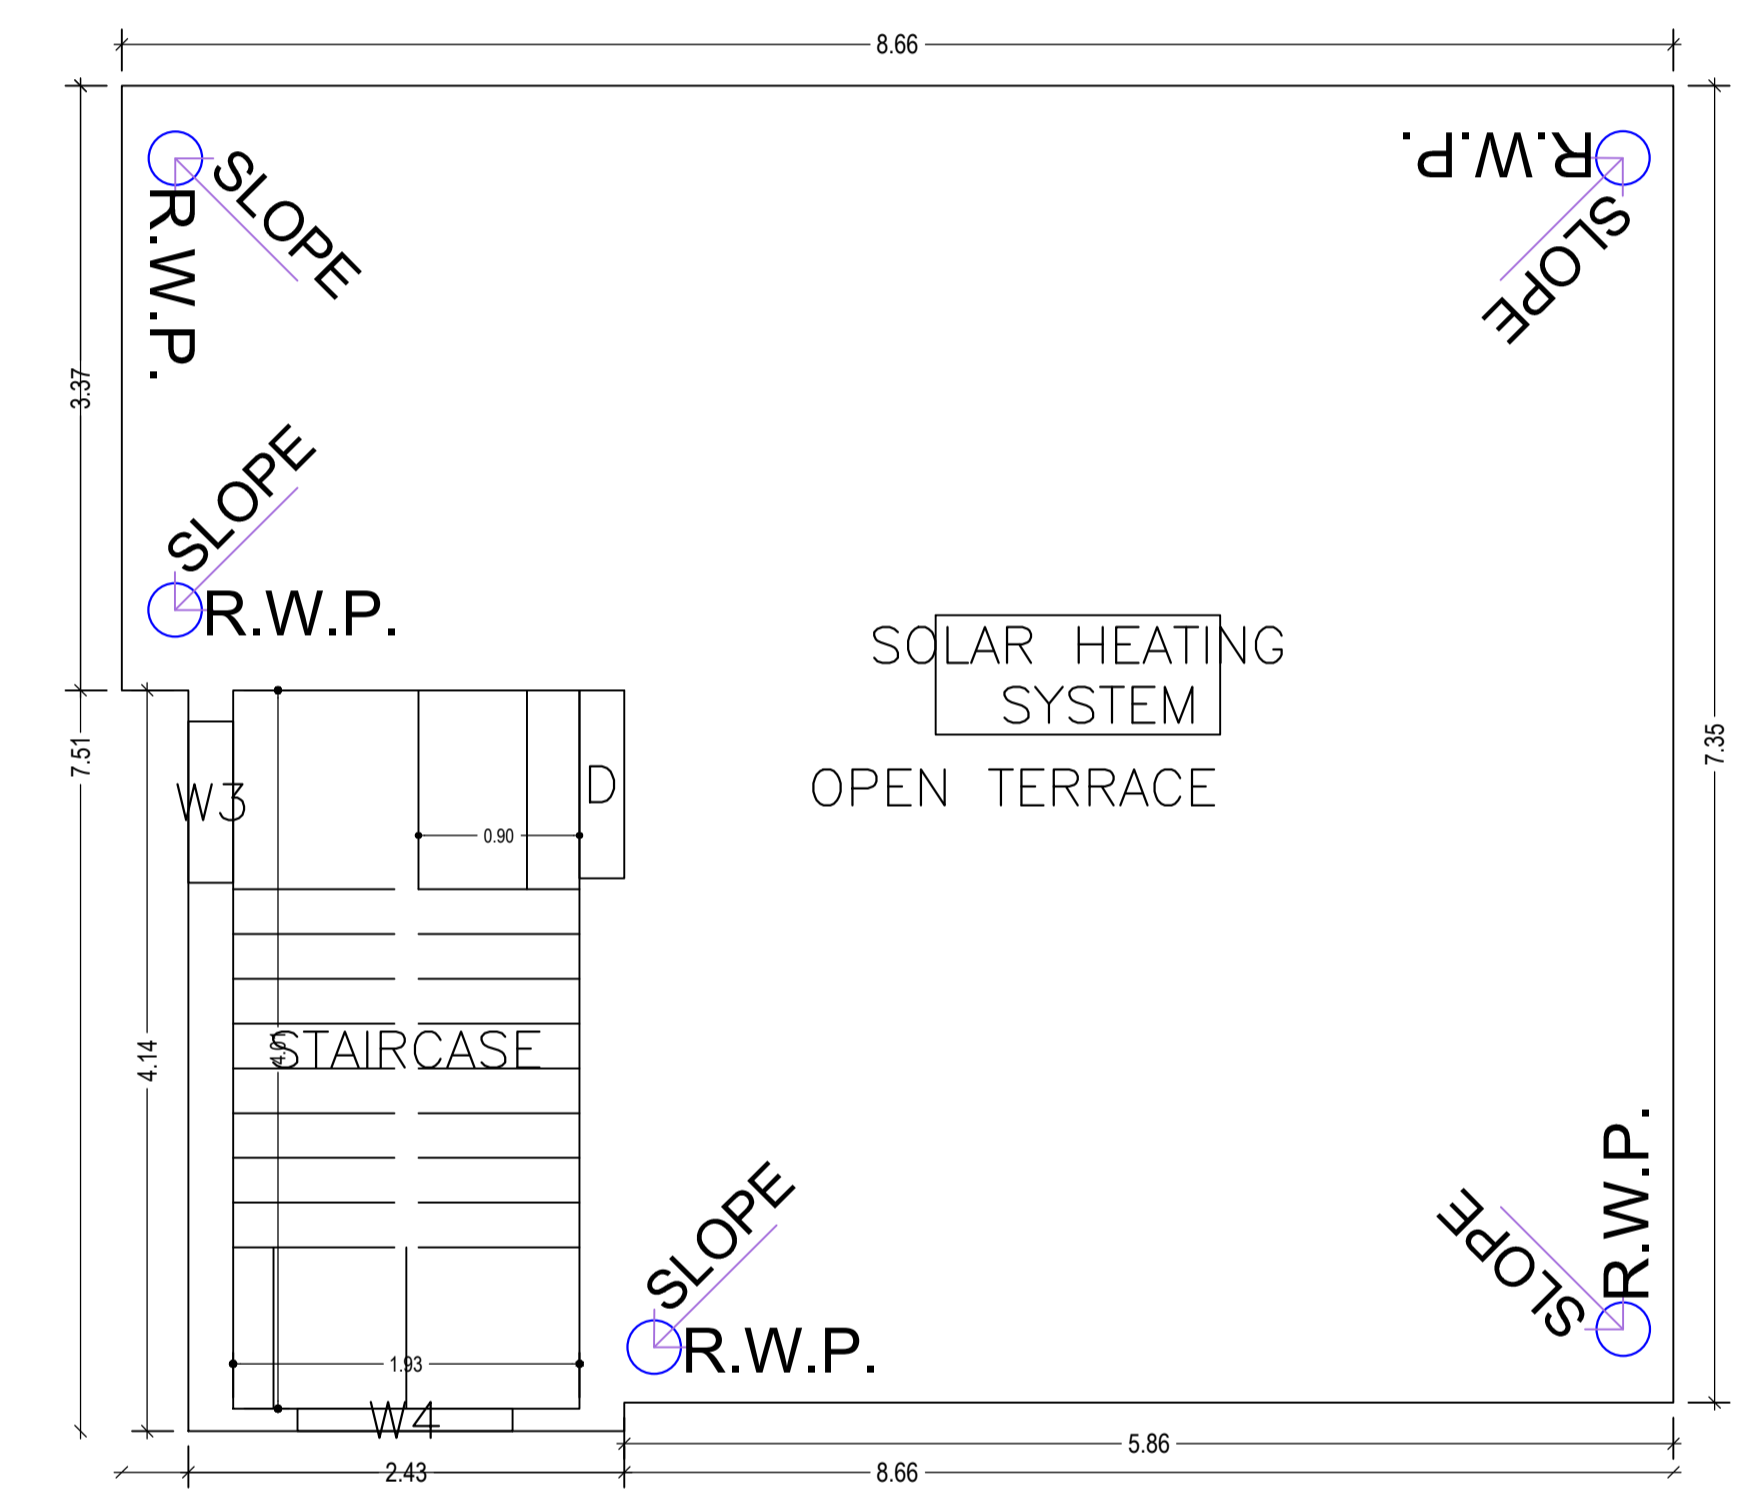 8.66
R.W.P.
SLOPE
R.W.P.
SLOPE
3.37
SLOPE
R.W.P.
SOLAR HEATING
SYSTEM
OPEN TERRACE
7.51
7.35
W3
D
0.90
4.14
STAIRCASE
SLOPE
R.W.P.
SLOPE
R.W.P.
1.93
W4
5.86
2.43
8.66